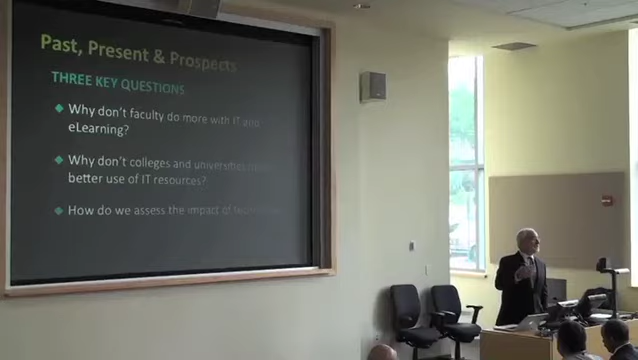 Past, Present & Prospects
THREE KEY QUESTIONS
Why don't faculty do more with IT and
eLearning?
Why don't colleges and universities
better use of IT resources?
How do we assess the impact of